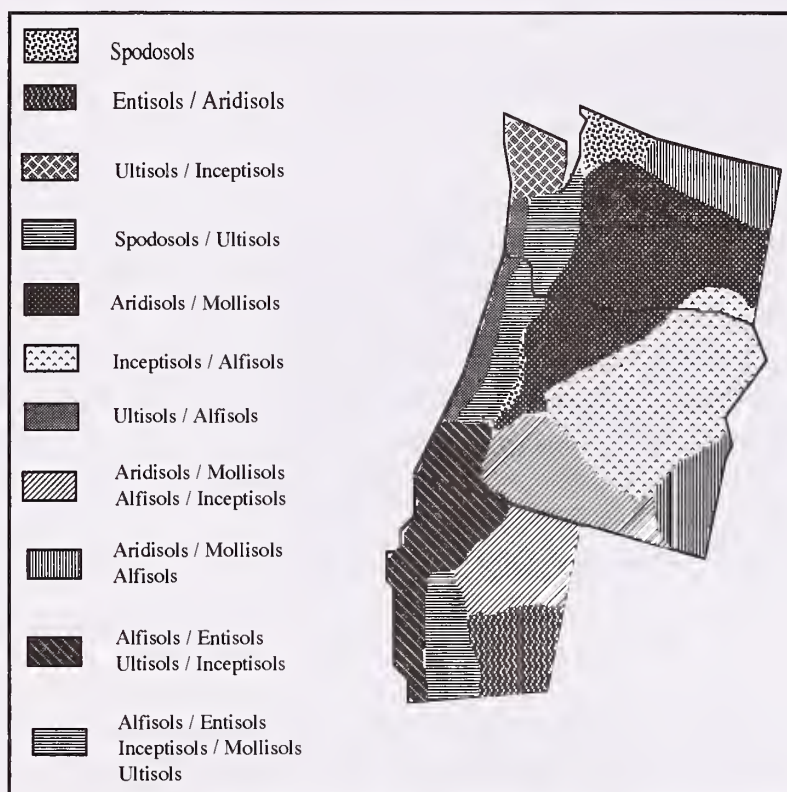 Spodosols
Entisols / Aridisols
Ultisols / Inceptisols
Spodosols / Ultisols
Aridisols / Mollisols
Inceptisols / Alfisols
Ultisols / Alfisols
Aridisols / Mollisols
Alfisols / Inceptisols
Aridisols / Mollisols
Alfisols
Alfisols / Entisols
Ultisols / Inceptisols
Alfisols / Entisols
Inceptisols / Mollisols
Ultisols